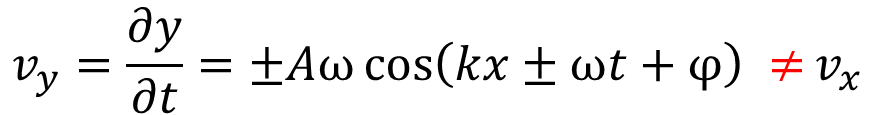 v_y = ∂y/∂t = ±Aω cos(kx ± ωt + φ) ≠ v_x